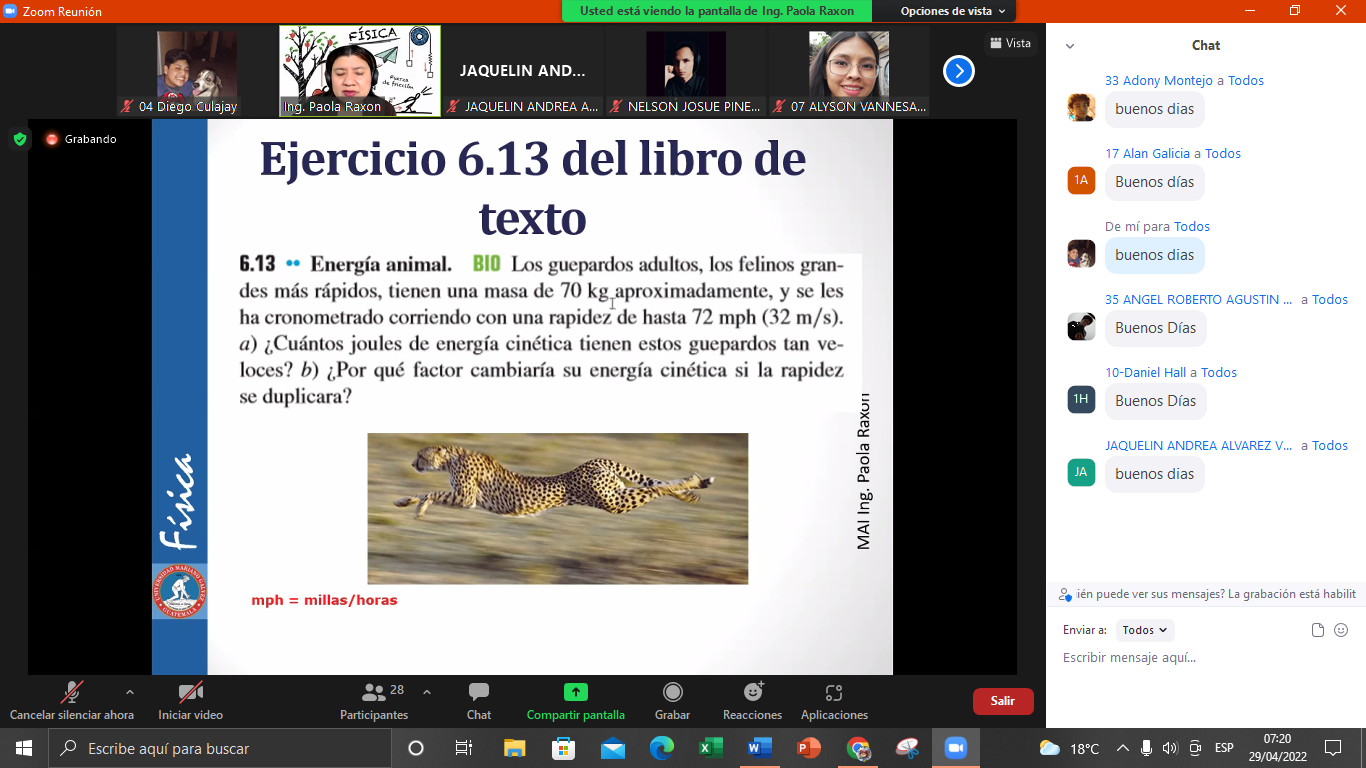 Zoom Reunión
Usted está viendo la pantalla de Ing. Paola Raxon
Opciones de vista
FÍSICA
Fuerza
de fricción
JAQUELIN AND...
Vista
04 Diego Culajay
Ing. Paola Raxon
JAQUELIN ANDREA A...
NELSON JOSUE PINE...
07 ALYSON VANNESA...
Grabando
Ejercicio 6.13 del libro de
texto
6.13 •• Energía animal. BIO Los guepardos adultos, los felinos gran-
des más rápidos, tienen una masa de 70 kg aproximadamente, y se les
ha cronometrado corriendo con una rapidez de hasta 72 mph (32 m/s).
a) ¿Cuántos joules de energía cinética tienen estos guepardos tan ve-
loces? b) ¿Por qué factor cambiaría su energía cinética si la rapidez
se duplicara?
MAI Ing. Paola Raxon
Física
UNIVERSIDAD MARIANO GALVEZ
GUATEMALA
mph = millas/horas
Chat
33 Adony Montejo a Todos
buenos dias
17 Alan Galicia a Todos
1A
Buenos días
De mí para Todos
buenos dias
35 ANGEL ROBERTO AGUSTIN ... a Todos
Buenos Días
10-Daniel Hall a Todos
1H
Buenos Días
JAQUELIN ANDREA ALVAREZ V... a Todos
JA
buenos dias
ién puede ver sus mensajes? La grabación está habilit
Enviar a: Todos
Escribir mensaje aquí...
Cancelar silenciar ahora
Iniciar video
28
Participantes
Chat
Compartir pantalla
Grabar
Reacciones
Aplicaciones
Salir
Escribe aquí para buscar
18°C
ESP
07:20
29/04/2022